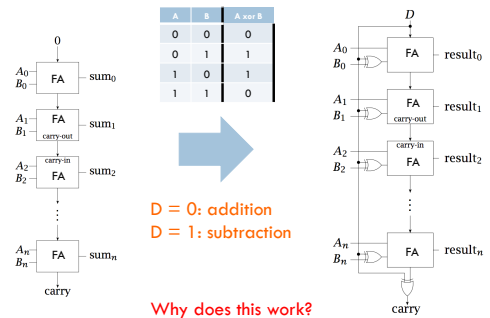 0
A₀
B₀
FA
sum₀
A₁
B₁
FA
carry-out
sum₁
carry-in
A₂
B₂
FA
sum₂
⋮
Aₙ
Bₙ
FA
sumₙ
carry
A B A xor B
0 0 0
0 1 1
1 0 1
1 1 0
D = 0: addition
D = 1: subtraction
Why does this work?
D
A₀
B₀
FA
result₀
A₁
B₁
FA
carry-out
result₁
carry-in
A₂
B₂
FA
result₂
⋮
Aₙ
Bₙ
FA
resultₙ
carry